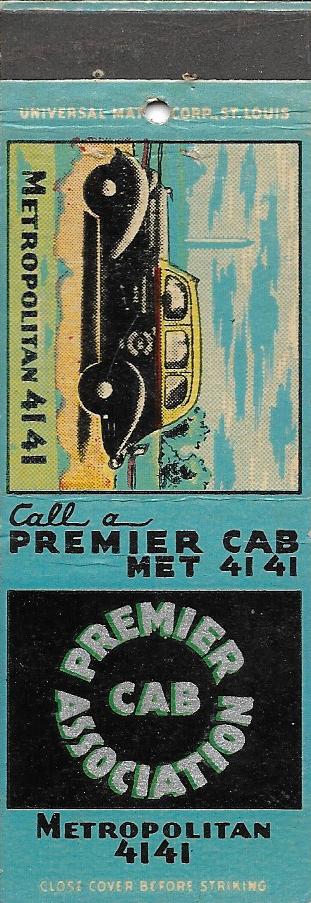 UNIVERSAL MATCH CORP. ST. LOUIS
METROPOLITAN 4141
Call a
PREMIER CAB
MET 4141
PREMIER
CAB
ASSOCIATION
METROPOLITAN
4141
CLOSE COVER BEFORE STRIKING